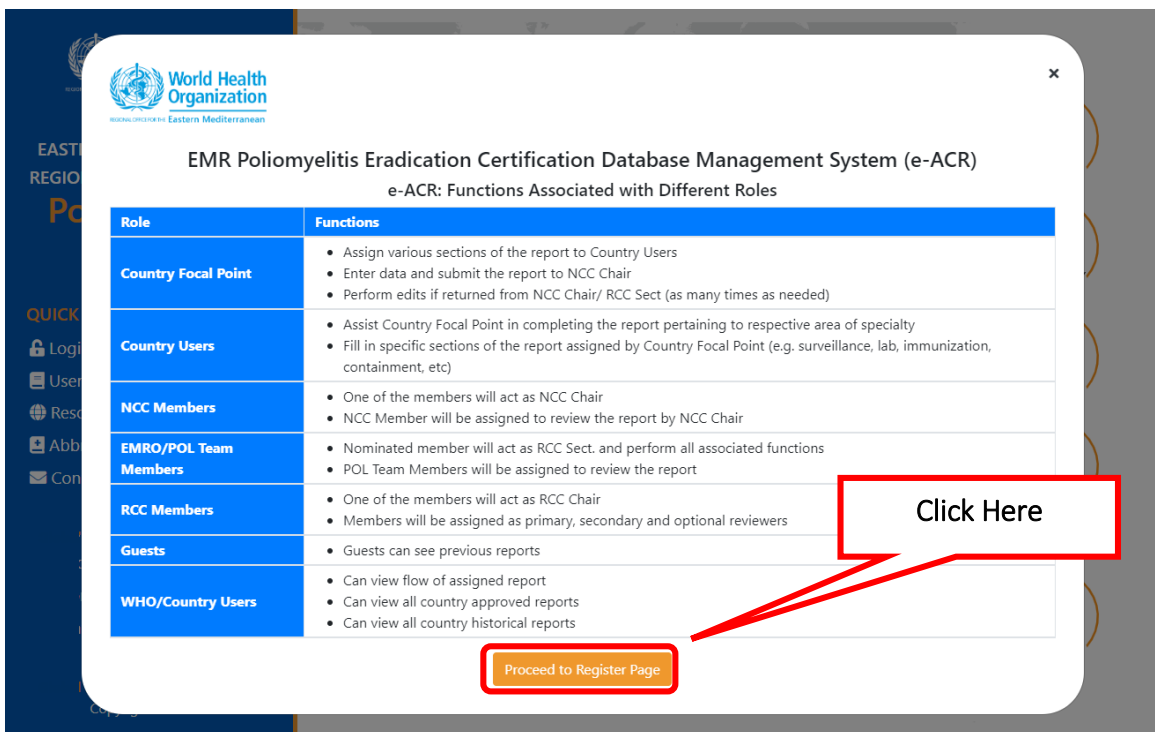 World Health
Organization
REGIONAL OFFICE FOR THE Eastern Mediterranean
×
EMR Poliomyelitis Eradication Certification Database Management System (e-ACR)
e-ACR: Functions Associated with Different Roles
Role Functions
Country Focal Point
• Assign various sections of the report to Country Users
• Enter data and submit the report to NCC Chair
• Perform edits if returned from NCC Chair/ RCC Sect (as many times as needed)
Country Users
• Assist Country Focal Point in completing the report pertaining to respective area of specialty
• Fill in specific sections of the report assigned by Country Focal Point (e.g. surveillance, lab, immunization,
containment, etc)
NCC Members
• One of the members will act as NCC Chair
• NCC Member will be assigned to review the report by NCC Chair
EMRO/POL Team
Members
• Nominated member will act as RCC Sect. and perform all associated functions
• POL Team Members will be assigned to review the report
RCC Members
• One of the members will act as RCC Chair
• Members will be assigned as primary, secondary and optional reviewers
Guests
• Guests can see previous reports
WHO/Country Users
• Can view flow of assigned report
• Can view all country approved reports
• Can view all country historical reports
Click Here
Proceed to Register Page
EAST
REGIO
Po
QUICK
Logi
User
Reso
Abb
Con